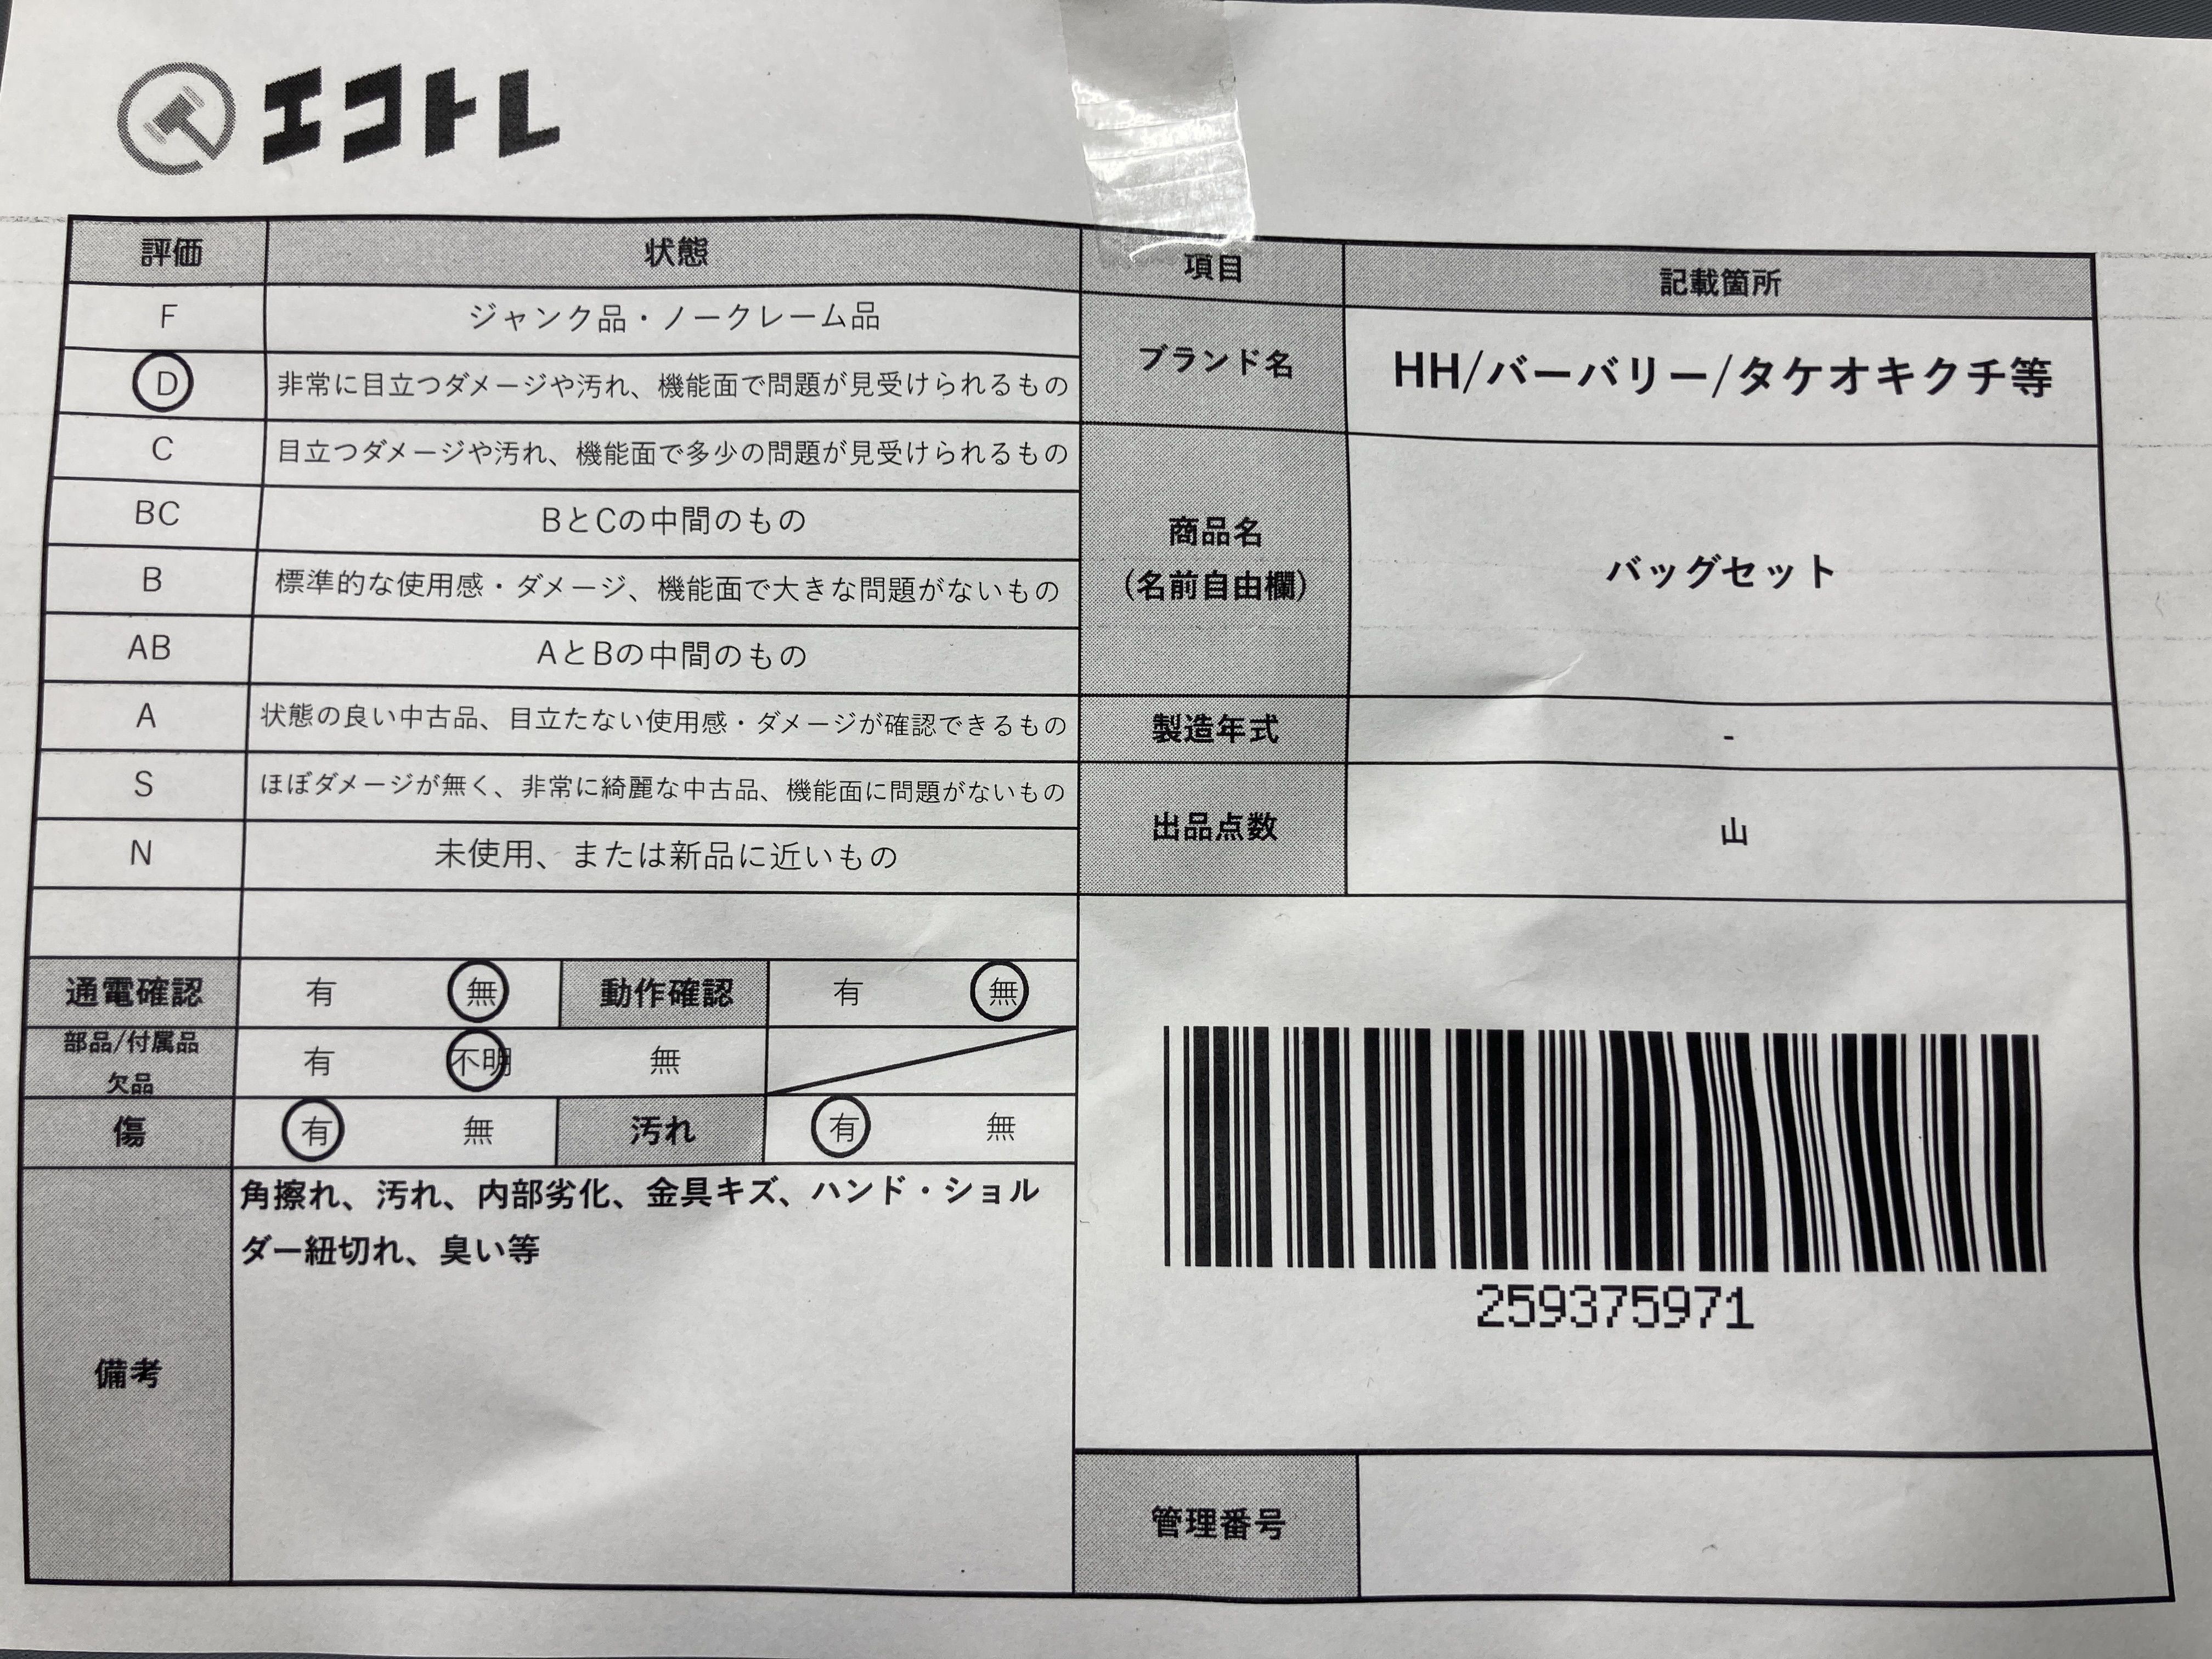 エコトレ
評価 状態
F ジャンク品・ノークレーム品
D 非常に目立つダメージや汚れ、機能面で問題が見受けられるもの
C 目立つダメージや汚れ、機能面で多少の問題が見受けられるもの
BC BとCの中間のもの
B 標準的な使用感・ダメージ、機能面で大きな問題がないもの
AB AとBの中間のもの
A 状態の良い中古品、目立たない使用感・ダメージが確認できるもの
S ほぼダメージが無く、非常に綺麗な中古品、機能面に問題がないもの
N 未使用、または新品に近いもの
通電確認 有 無 動作確認 有 無
部品/付属品
欠品 有 不明 無
傷 有 無 汚れ 有 無
備考
角擦れ、汚れ、内部劣化、金具キズ、ハンド・ショル
ダー紐切れ、臭い等
項目 記載箇所
ブランド名 HH/バーバリー/タケオキクチ等
商品名
(名前自由欄) バッグセット
製造年式 -
出品点数 山
259375971
管理番号